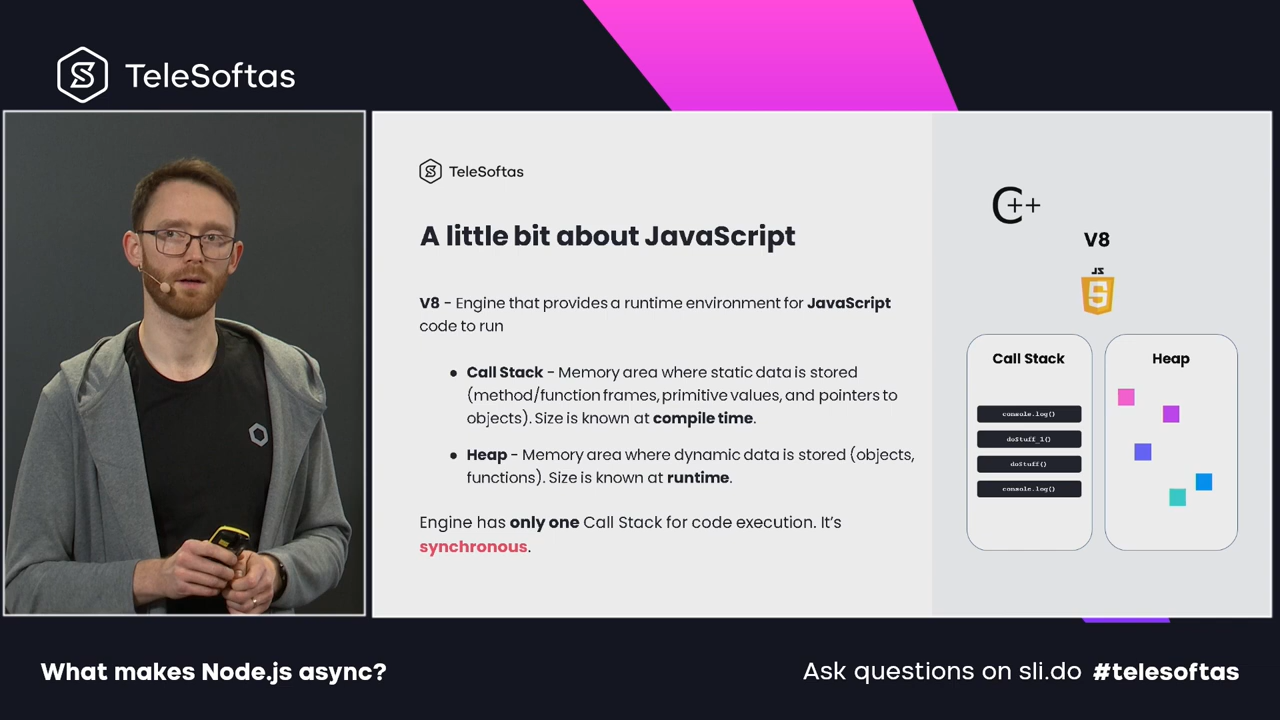 TeleSoftas
TeleSoftas
A little bit about JavaScript
V8 - Engine that provides a runtime environment for JavaScript
code to run
● Call Stack - Memory area where static data is stored
(method/function frames, primitive values, and pointers to
objects). Size is known at compile time.
● Heap - Memory area where dynamic data is stored (objects,
functions). Size is known at runtime.
Engine has only one Call Stack for code execution. It's
synchronous.
C++
V8
JS
5
Call Stack
console.log()
doStuff_1()
doStuff()
console.log()
Heap
What makes Node.js async?
Ask questions on sli.do #telesoftas